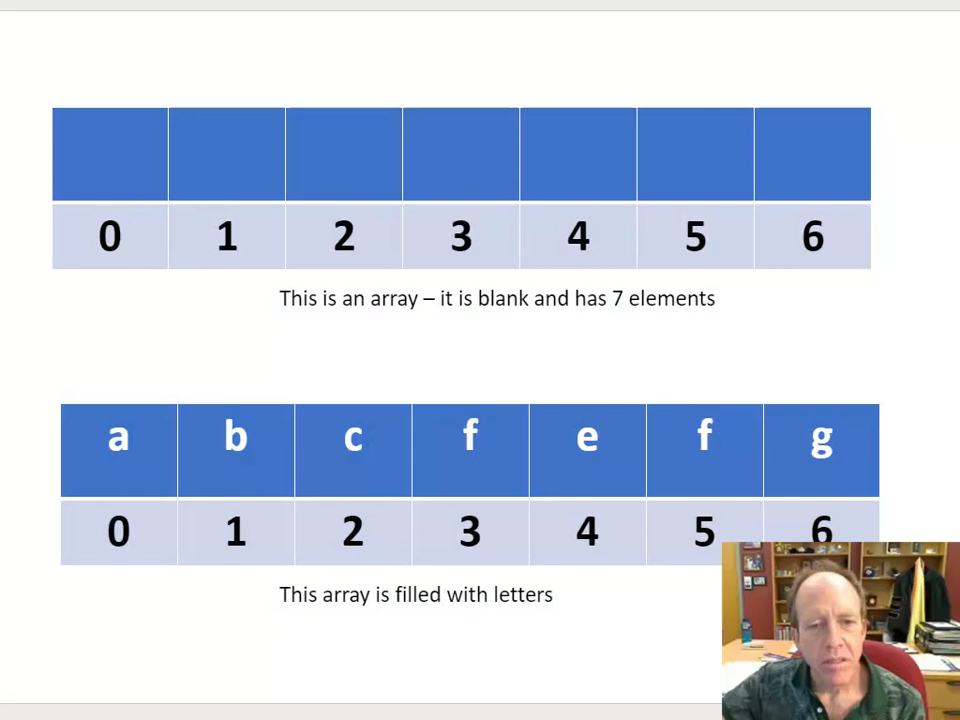 0 1 2 3 4 5 6
This is an array – it is blank and has 7 elements
a b c f e f g
0 1 2 3 4 5 6
This array is filled with letters